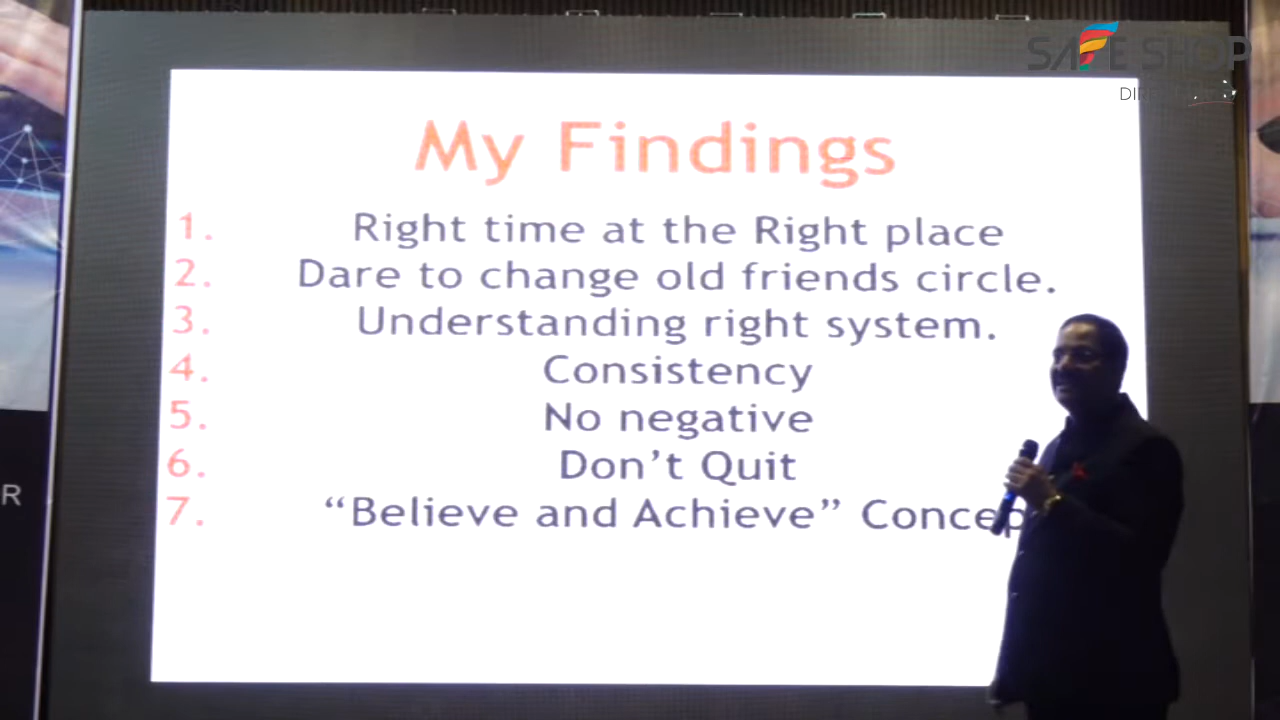 SAFE SHOP
My Findings
1. Right time at the Right place
2. Dare to change old friends circle.
3. Understanding right system.
4. Consistency
5. No negative
6. Don’t Quit
7. “Believe and Achieve”
R